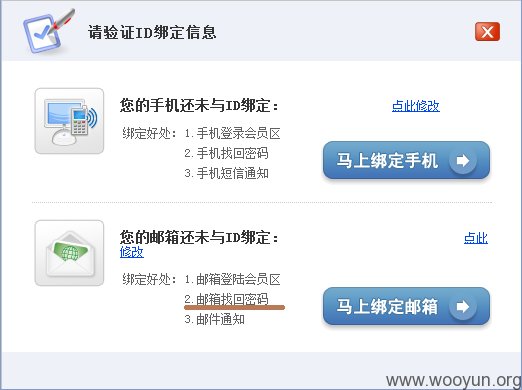 请验证ID绑定信息
您的手机还未与ID绑定： 点此修改
绑定好处：1.手机登录会员区
2.手机找回密码
3.手机短信通知
马上绑定手机
您的邮箱还未与ID绑定： 点此
修改
绑定好处：1.邮箱登陆会员区
2.邮箱找回密码
3.邮件通知
马上绑定邮箱
www.wooyun.org